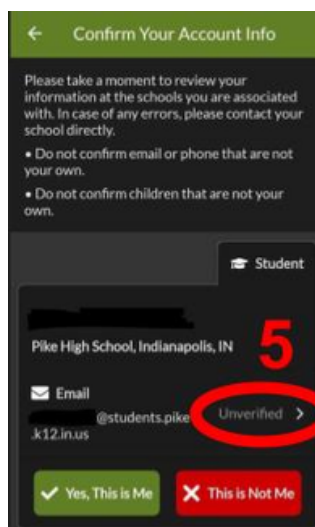 Confirm Your Account Info
Please take a moment to review your
information at the schools you are associated
with. In case of any errors, please contact your
school directly.
• Do not confirm email or phone that are not
your own.
• Do not confirm children that are not your
own.
Student
Pike High School, Indianapolis, IN
5
Email
@students.pike
.k12.in.us
Unverified
Yes, This is Me
This is Not Me